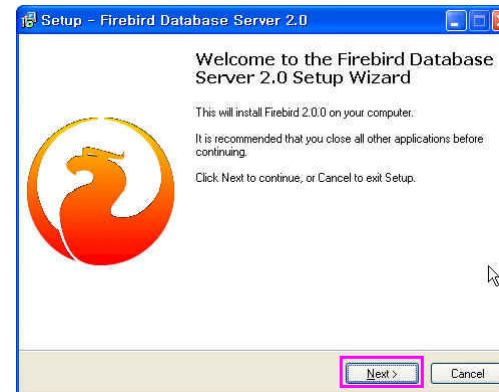 Setup - Firebird Database Server 2.0
Welcome to the Firebird Database
Server 2.0 Setup Wizard
This will install Firebird 2.0.0 on your computer.
It is recommended that you close all other applications before
continuing.
Click Next to continue, or Cancel to exit Setup.
Next >
Cancel